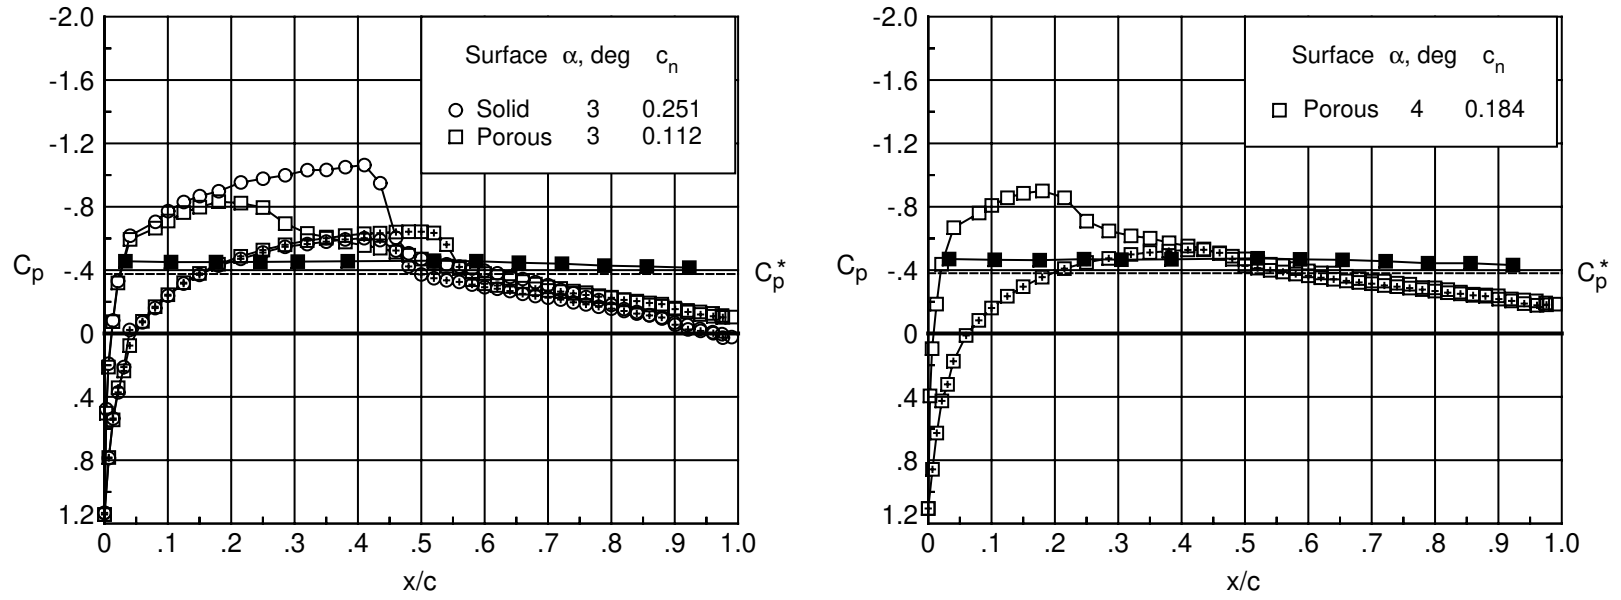 -2.0
-1.6
-1.2
-.8
-.4
0
.4
.8
1.2
Cp
Cp*
0 .1 .2 .3 .4 .5 .6 .7 .8 .9 1.0
x/c
Surface α, deg cn
Solid 3 0.251
Porous 3 0.112
-2.0
-1.6
-1.2
-.8
-.4
0
.4
.8
1.2
Cp
Cp*
0 .1 .2 .3 .4 .5 .6 .7 .8 .9 1.0
x/c
Surface α, deg cn
Porous 4 0.184